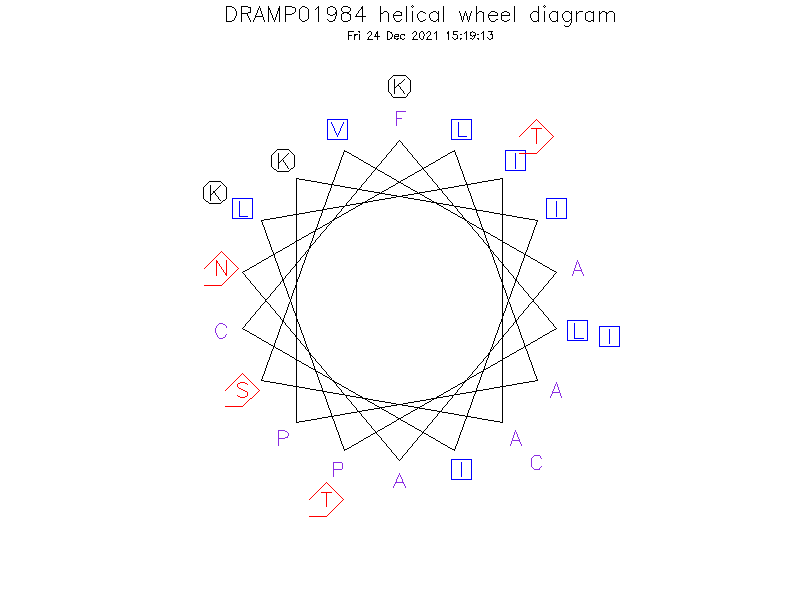 DRAMP01984 helical wheel diagram
Fri 24 Dec 2021 15:19:13
K
F
V L T
K I
K L I
N A
C L I
S A
P A
P I C
A
T